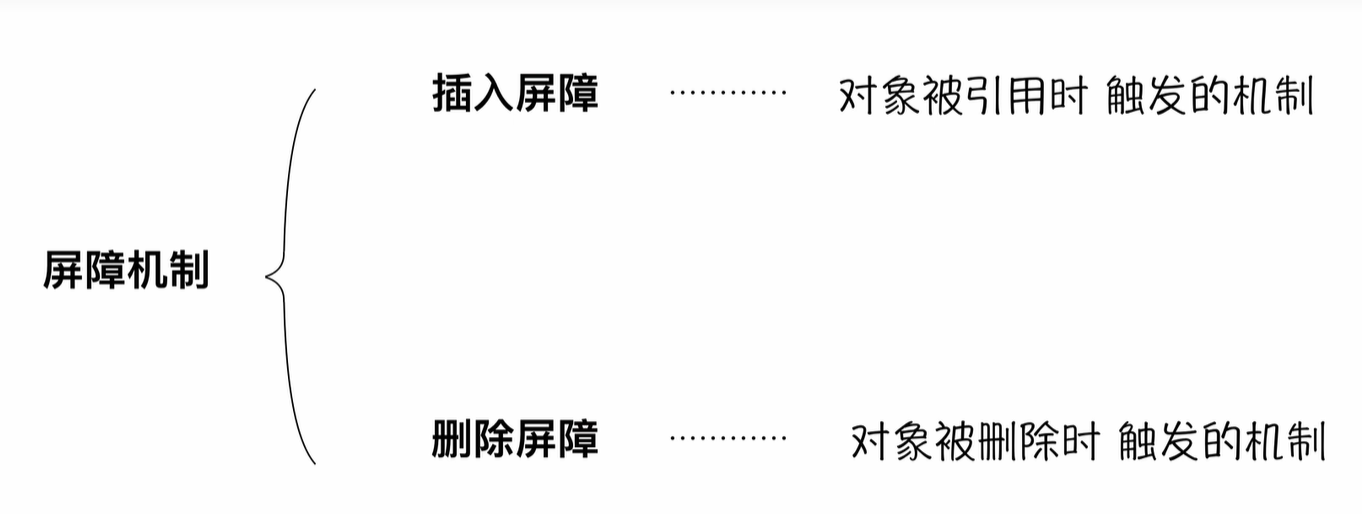 插入屏障 ………… 对象被引用时 触发的机制
屏障机制
删除屏障 ………… 对象被删除时 触发的机制